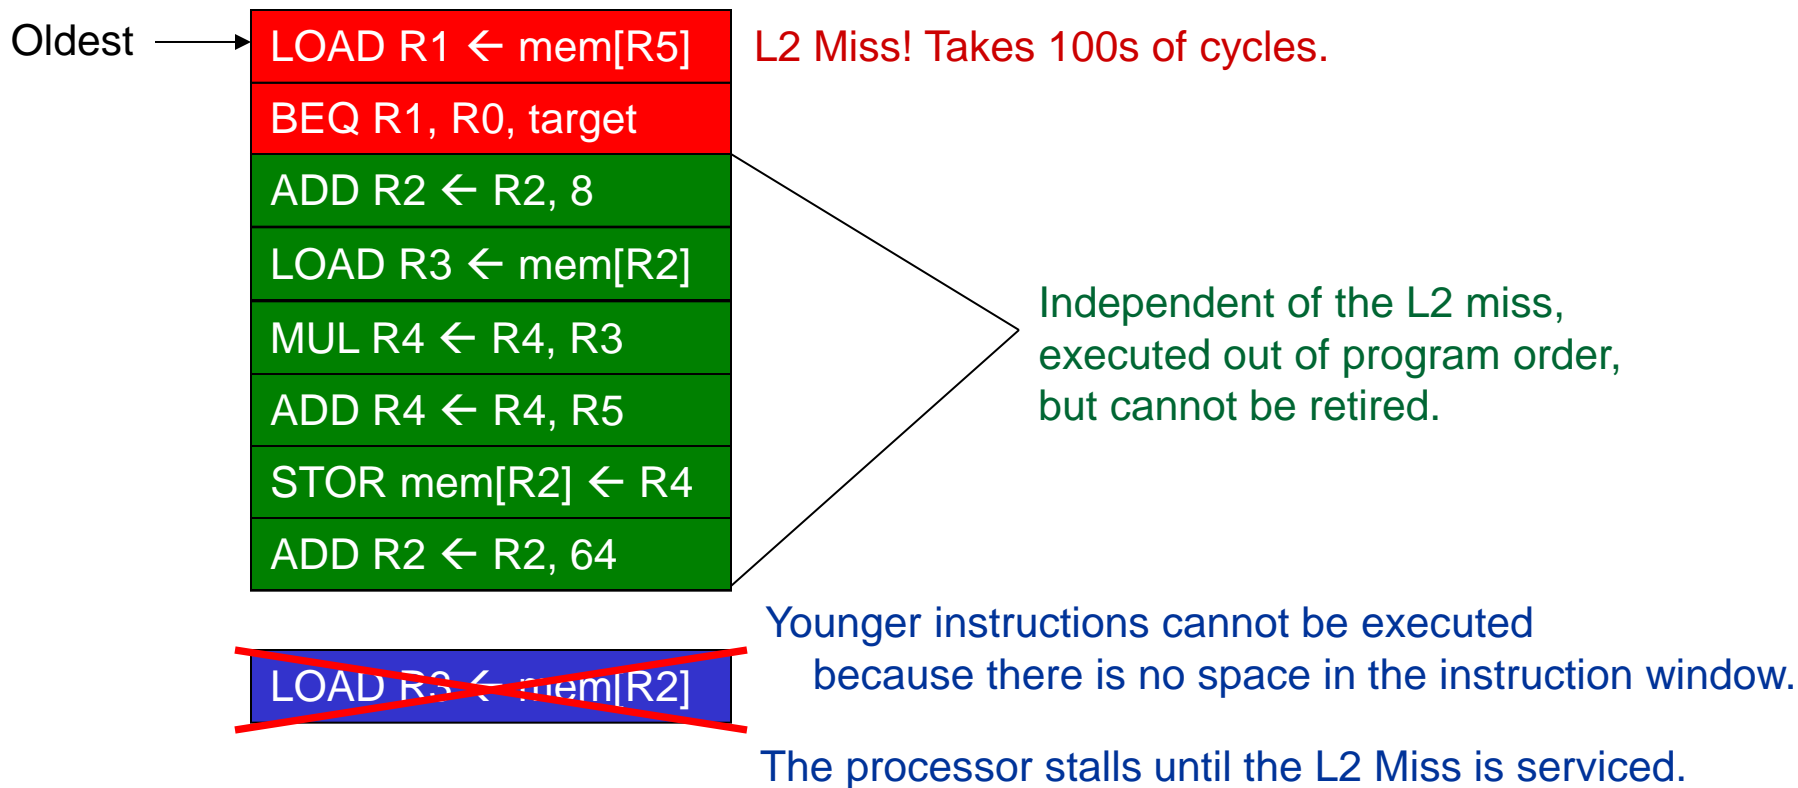 Oldest
LOAD R1 ← mem[R5]
L2 Miss! Takes 100s of cycles.
BEQ R1, R0, target
ADD R2 ← R2, 8
LOAD R3 ← mem[R2]
MUL R4 ← R4, R3
ADD R4 ← R4, R5
STOR mem[R2] ← R4
ADD R2 ← R2, 64
Independent of the L2 miss,
executed out of program order,
but cannot be retired.
LOAD R3 ← mem[R2]
Younger instructions cannot be executed
because there is no space in the instruction window.
The processor stalls until the L2 Miss is serviced.